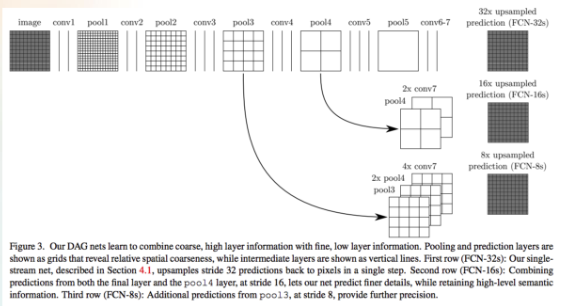 image conv1 pool1 conv2 pool2 conv3 pool3 conv4 pool4 conv5 pool5 conv6-7
32x upsampled
prediction (FCN-32s)
16x upsampled
prediction (FCN-16s)
2x conv7
pool4
8x upsampled
prediction (FCN-8s)
4x conv7
2x pool4
pool3
Figure 3. Our DAG nets learn to combine coarse, high layer information with fine, low layer information. Pooling and prediction layers are
shown as grids that reveal relative spatial coarseness, while intermediate layers are shown as vertical lines. First row (FCN-32s): Our single-
stream net, described in Section 4.1, upsamples stride 32 predictions back to pixels in a single step. Second row (FCN-16s): Combining
predictions from both the final layer and the pool4 layer, at stride 16, lets our net predict finer details, while retaining high-level semantic
information. Third row (FCN-8s): Additional predictions from pool3, at stride 8, provide further precision.